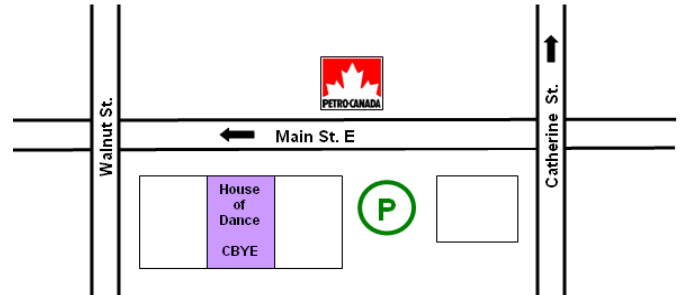 PETRO-CANADA
Walnut St.
Main St. E
Catherine St.
House
of
Dance
CBYE
P